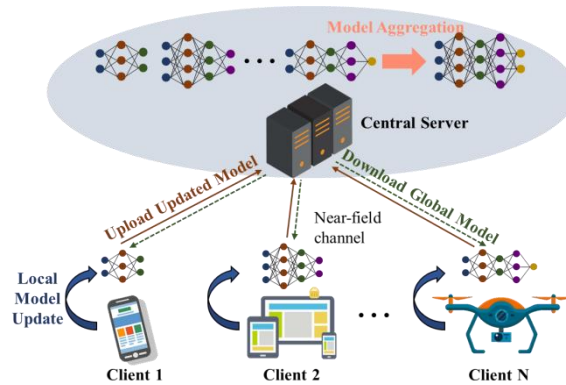 Model Aggregation
Central Server
Upload Updated Model
Download Global Model
Near-field
channel
Local
Model
Update
Client 1
Client 2
Client N